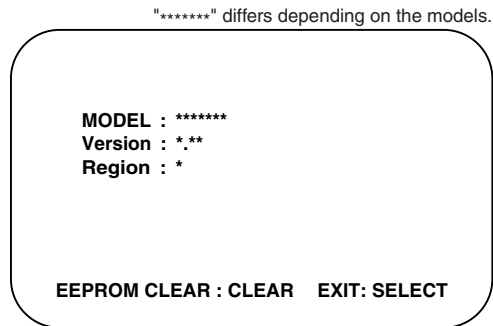 "*******" differs depending on the models.
MODEL : *******
Version : *.**
Region : *
EEPROM CLEAR : CLEAR EXIT: SELECT